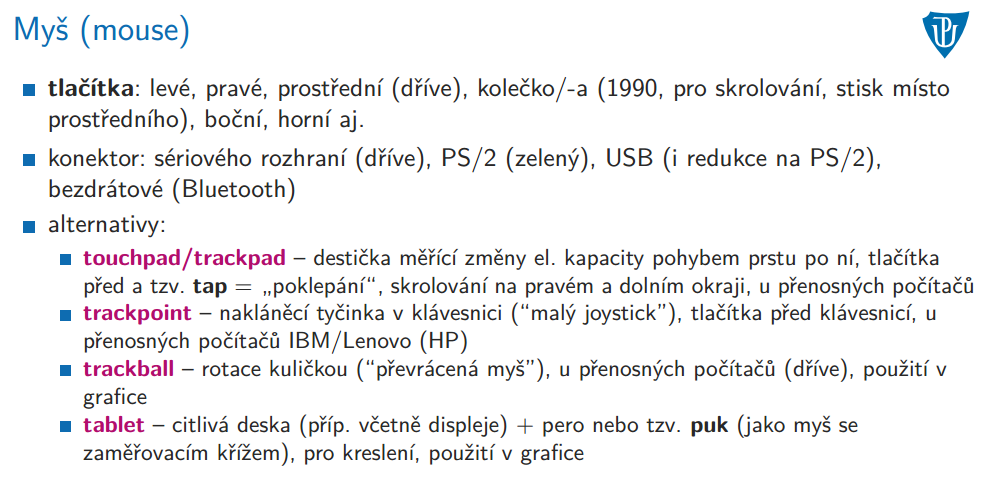 Myš (mouse)
tlačítka: levé, pravé, prostřední (dříve), kolečko/-a (1990, pro skrolování, stisk místo
prostředního), boční, horní aj.
konektor: sériového rozhraní (dříve), PS/2 (zelený), USB (i redukce na PS/2),
bezdrátové (Bluetooth)
alternativy:
touchpad/trackpad – destička měřící změny el. kapacity pohybem prstu po ní, tlačítka
před a tzv. tap = „poklepání“, skrolování na pravém a dolním okraji, u přenosných počítačů
trackpoint – nakláněcí tyčinka v klávesnici (“malý joystick”), tlačítka před klávesnicí, u
přenosných počítačů IBM/Lenovo (HP)
trackball – rotace kuličkou (“převrácená myš”), u přenosných počítačů (dříve), použití v
grafice
tablet – citlivá deska (příp. včetně displeje) + pero nebo tzv. puk (jako myš se
zaměřovacím křížem), pro kreslení, použití v grafice